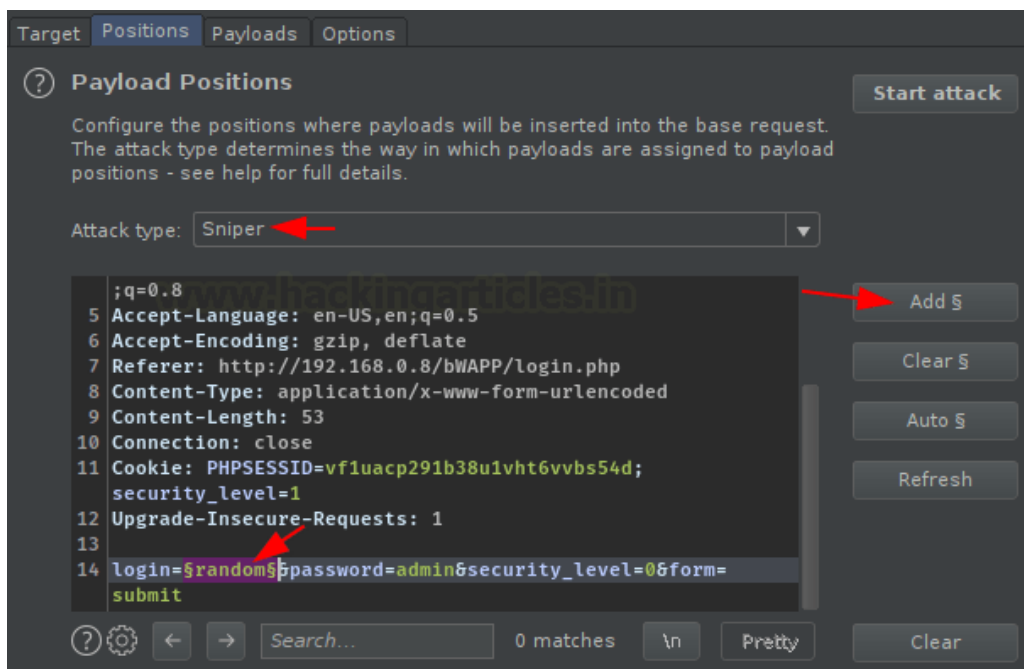 Target Positions Payloads Options
Payload Positions
Start attack
Configure the positions where payloads will be inserted into the base request.
The attack type determines the way in which payloads are assigned to payload
positions - see help for full details.
Attack type: Sniper
www.hackingarticles.in
;q=0.8
5 Accept-Language: en-US,en;q=0.5
6 Accept-Encoding: gzip, deflate
7 Referer: http://192.168.0.8/bWAPP/login.php
8 Content-Type: application/x-www-form-urlencoded
9 Content-Length: 53
10 Connection: close
11 Cookie: PHPSESSID=vf1uacp291b38u1vht6vvbs54d;
security_level=1
12 Upgrade-Insecure-Requests: 1
13
14 login=§random§&password=admin&security_level=0&form=
submit
Add §
Clear §
Auto §
Refresh
? Search... 0 matches \n Pretty Clear